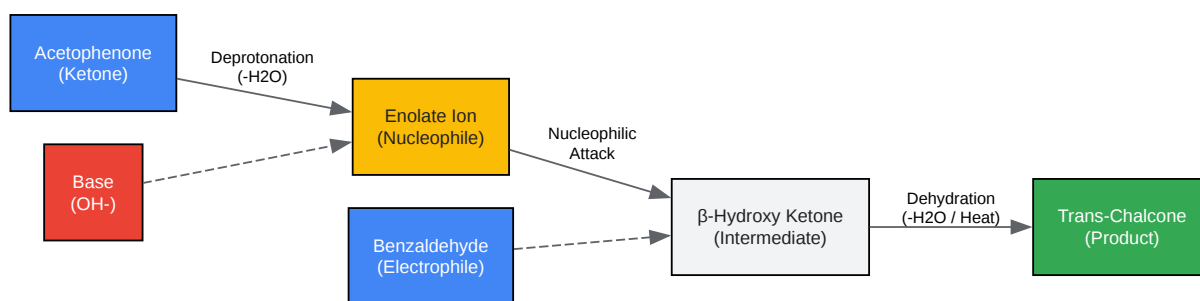 Acetophenone
(Ketone)
Deprotonation
(-H2O)
Base
(OH-)
Enolate Ion
(Nucleophile)
Nucleophilic
Attack
Benzaldehyde
(Electrophile)
β-Hydroxy Ketone
(Intermediate)
Dehydration
(-H2O / Heat)
Trans-Chalcone
(Product)